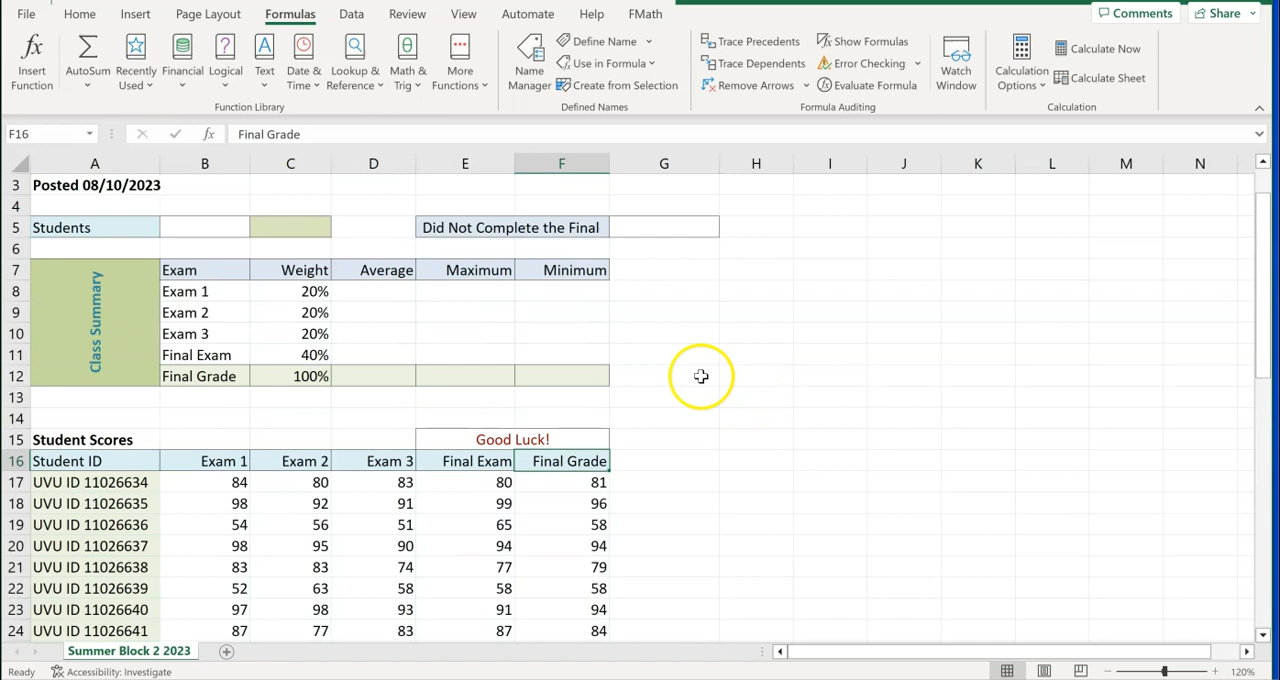 File Home Insert Page Layout Formulas Data Review View Automate Help FMath Comments Share
Insert Function AutoSum Recently Used Financial Logical Text Date & Time Lookup & Reference Math & Trig More Functions
Function Library
Name Manager
Define Name
Use in Formula
Create from Selection
Defined Names
Trace Precedents Show Formulas
Trace Dependents Error Checking
Remove Arrows Evaluate Formula
Formula Auditing
Watch Window
Calculation Options
Calculate Now
Calculate Sheet
Calculation
F16 fx Final Grade
A B C D E F G H I J K L M N
3 Posted 08/10/2023
4
5 Students Did Not Complete the Final
6
7 Exam Weight Average Maximum Minimum
Class Summary
8 Exam 1 20%
9 Exam 2 20%
10 Exam 3 20%
11 Final Exam 40%
12 Final Grade 100%
13
14
15 Student Scores Good Luck!
16 Student ID Exam 1 Exam 2 Exam 3 Final Exam Final Grade
17 UVU ID 11026634 84 80 83 80 81
18 UVU ID 11026635 98 92 91 99 96
19 UVU ID 11026636 54 56 51 65 58
20 UVU ID 11026637 98 95 90 94 94
21 UVU ID 11026638 83 83 74 77 79
22 UVU ID 11026639 52 63 58 58 58
23 UVU ID 11026640 97 98 93 91 94
24 UVU ID 11026641 87 77 83 87 84
Summer Block 2 2023
Ready Accessibility: Investigate 120%